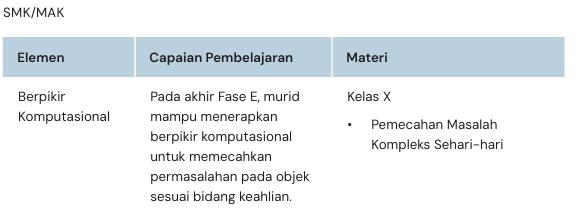 SMK/MAK
Elemen
Capaian Pembelajaran
Materi
Berpikir
Komputasional
Pada akhir Fase E, murid
mampu menerapkan
berpikir komputasional
untuk memecahkan
permasalahan pada objek
sesuai bidang keahlian.
Kelas X
• Pemecahan Masalah
Kompleks Sehari-hari